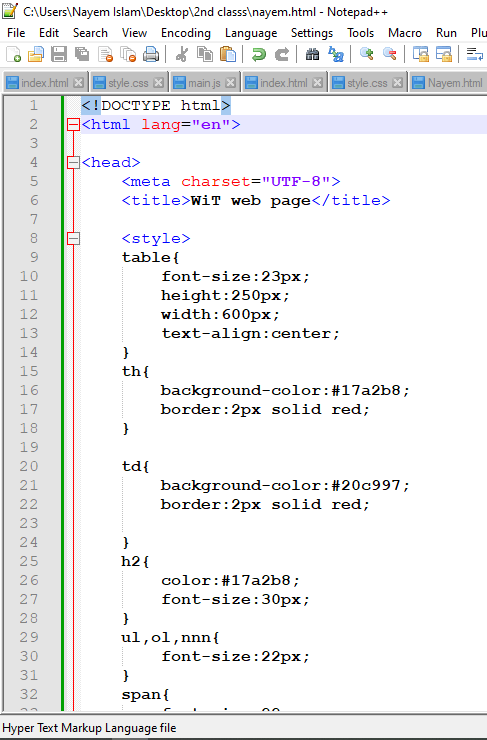 C:\Users\Nayem Islam\Desktop\2nd classs\nayem.html - Notepad++
File Edit Search View Encoding Language Settings Tools Macro Run Plu
index.html style.css main.js index.html style.css Nayem.html
1 <!DOCTYPE html>
2 <html lang="en">
3
4 <head>
5 <meta charset="UTF-8">
6 <title>WiT web page</title>
7
8 <style>
9 table{
10 font-size:23px;
11 height:250px;
12 width:600px;
13 text-align:center;
14 }
15 th{
16 background-color:#17a2b8;
17 border:2px solid red;
18 }
19
20 td{
21 background-color:#20c997;
22 border:2px solid red;
23
24 }
25 h2{
26 color:#17a2b8;
27 font-size:30px;
28 }
29 ul,ol,nnn{
30 font-size:22px;
31 }
32 span{
Hyper Text Markup Language file